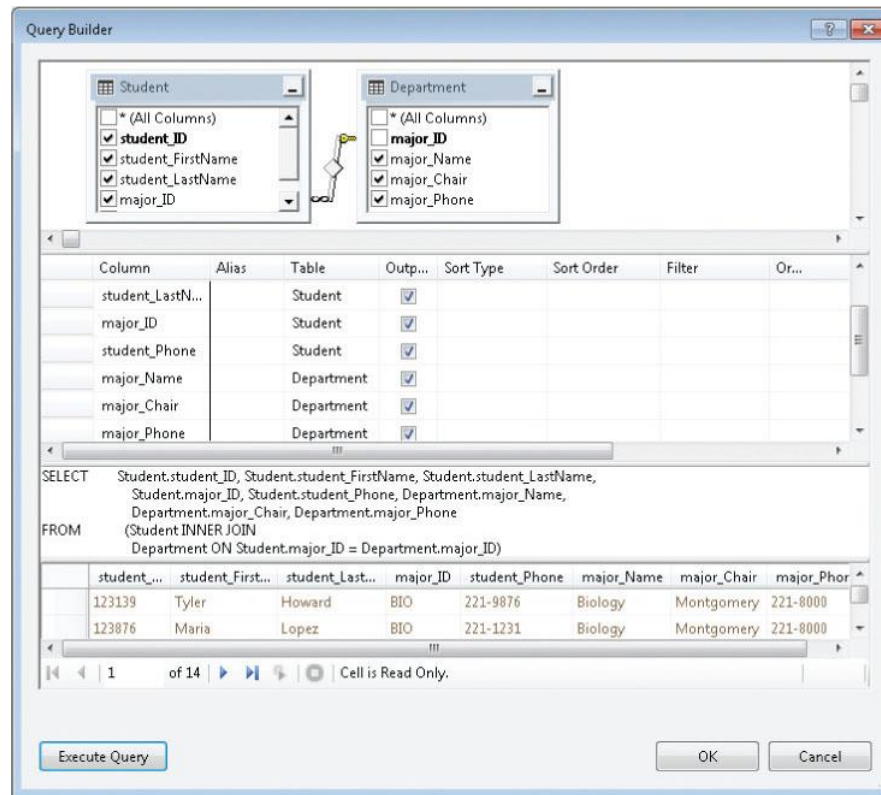 Query Builder
Student
* (All Columns)
student_ID
student_FirstName
student_LastName
major_ID
Department
* (All Columns)
major_ID
major_Name
major_Chair
major_Phone
Column Alias Table Outp... Sort Type Sort Order Filter Or...
student_LastN... Student
major_ID Student
student_Phone Student
major_Name Department
major_Chair Department
major_Phone Department
SELECT Student.student_ID, Student.student_FirstName, Student.student_LastName,
Student.major_ID, Student.student_Phone, Department.major_Name,
Department.major_Chair, Department.major_Phone
FROM (Student INNER JOIN
Department ON Student.major_ID = Department.major_ID)
student_... student_First... student_Last... major_ID student_Phone major_Name major_Chair major_Phor
123139 Tyler Howard BIO 221-9876 Biology Montgomery 221-8000
123876 Maria Lopez BIO 221-1231 Biology Montgomery 221-8000
1 of 14 Cell is Read Only.
Execute Query OK Cancel